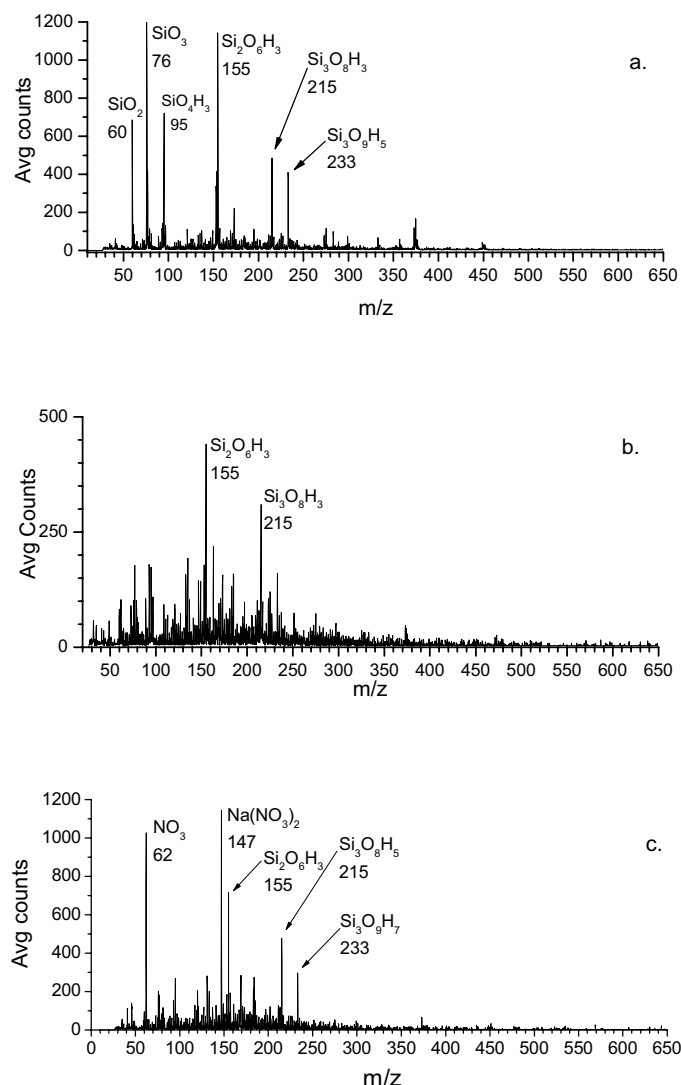 a.
Avg counts
1200
1000
800
600
400
200
0
SiO₂
60
SiO₃
76
SiO₄H₃
95
Si₂O₆H₃
155
Si₃O₈H₃
215
Si₃O₉H₅
233
50 100 150 200 250 300 350 400 450 500 550 600 650
m/z
b.
Avg Counts
500
250
0
Si₂O₆H₃
155
Si₃O₈H₃
215
50 100 150 200 250 300 350 400 450 500 550 600 650
m/z
c.
Avg counts
1200
1000
800
600
400
200
0
NO₃
62
Na(NO₃)₂
147
Si₂O₆H₃
155
Si₃O₈H₅
215
Si₃O₉H₇
233
0 50 100 150 200 250 300 350 400 450 500 550 600 650
m/z